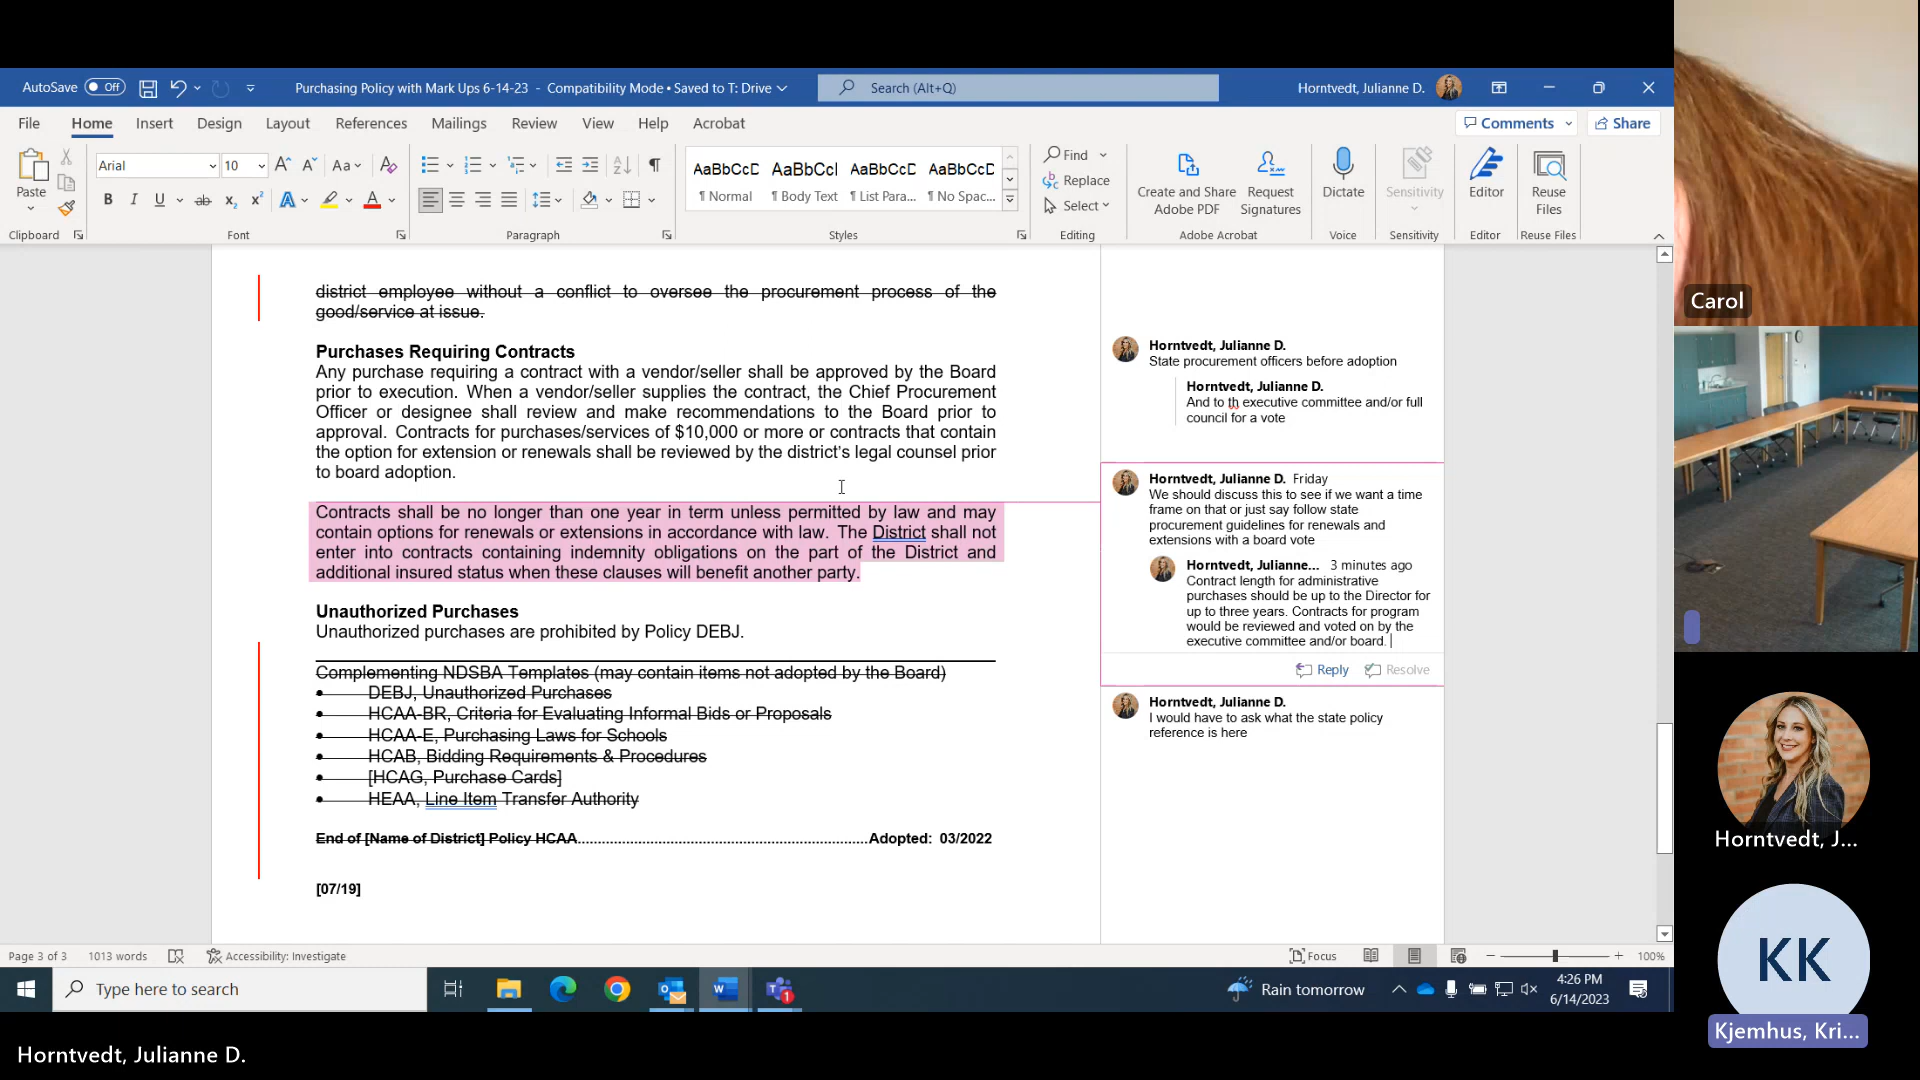 AutoSave Off Purchasing Policy with Mark Ups 6-14-23 - Compatibility Mode • Saved to T: Drive Search (Alt+Q) Horntvedt, Julianne D.
File Home Insert Design Layout References Mailings Review View Help Acrobat Comments Share
Paste Arial 10 Aa
AaBbCcD AaBbCcI AaBbCcD AaBbCcD
¶ Normal ¶ Body Text ¶ List Para... ¶ No Spac...
Find
Replace
Select
Create and Share
Adobe PDF
Request
Signatures
Dictate
Sensitivity
Editor
Reuse
Files
Clipboard Font Paragraph Styles Editing Adobe Acrobat Voice Sensitivity Editor Reuse Files
district employee without a conflict to oversee the procurement process of the
good/service at issue.
Purchases Requiring Contracts
Any purchase requiring a contract with a vendor/seller shall be approved by the Board
prior to execution. When a vendor/seller supplies the contract, the Chief Procurement
Officer or designee shall review and make recommendations to the Board prior to
approval. Contracts for purchases/services of $10,000 or more or contracts that contain
the option for extension or renewals shall be reviewed by the district's legal counsel prior
to board adoption.
Contracts shall be no longer than one year in term unless permitted by law and may
contain options for renewals or extensions in accordance with law. The District shall not
enter into contracts containing indemnity obligations on the part of the District and
additional insured status when these clauses will benefit another party.
Unauthorized Purchases
Unauthorized purchases are prohibited by Policy DEBJ.
Complementing NDSBA Templates (may contain items not adopted by the Board)
• DEBJ, Unauthorized Purchases
• HCAA-BR, Criteria for Evaluating Informal Bids or Proposals
• HCAA-E, Purchasing Laws for Schools
• HCAB, Bidding Requirements & Procedures
• [HCAG, Purchase Cards]
• HEAA, Line Item Transfer Authority
End of [Name of District] Policy HCAA........................................................................Adopted: 03/2022
[07/19]
Horntvedt, Julianne D.
State procurement officers before adoption
Horntvedt, Julianne D.
And to th executive committee and/or full
council for a vote
Horntvedt, Julianne D. Friday
We should discuss this to see if we want a time
frame on that or just say follow state
procurement guidelines for renewals and
extensions with a board vote
Horntvedt, Julianne... 3 minutes ago
Contract length for administrative
purchases should be up to the Director for
up to three years. Contracts for program
would be reviewed and voted on by the
executive committee and/or board.
Reply Resolve
Horntvedt, Julianne D.
I would have to ask what the state policy
reference is here
Page 3 of 3 1013 words Accessibility: Investigate Focus 100%
Type here to search Rain tomorrow 4:26 PM
6/14/2023
Carol
Horntvedt, J...
KK
Kjemhus, Kri...
Horntvedt, Julianne D.